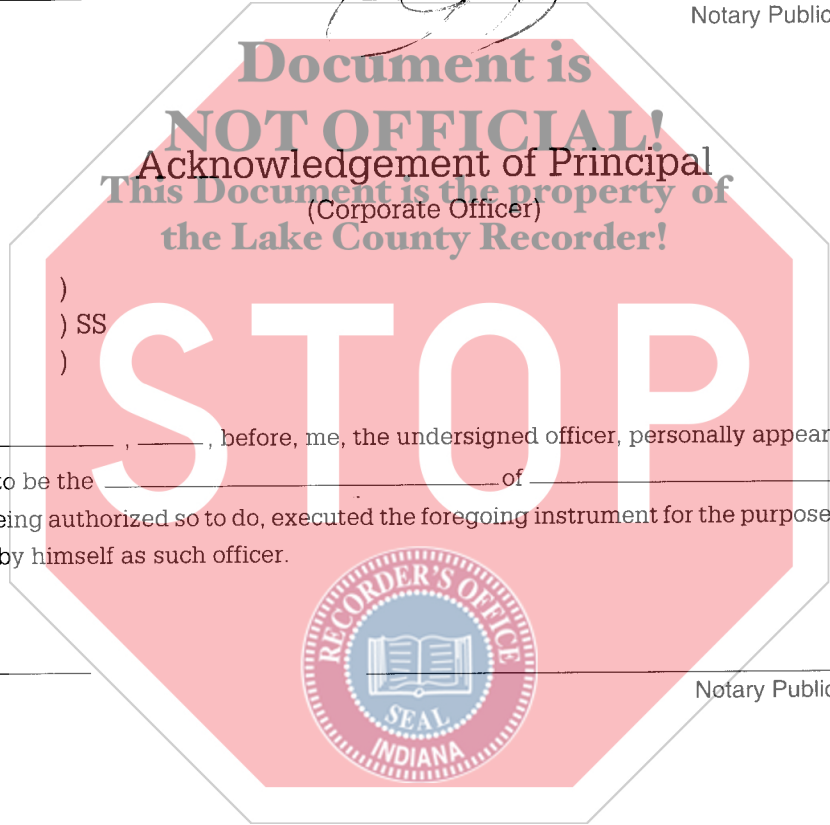 Notary Public
Document is
NOT OFFICIAL!
Acknowledgement of Principal
This Document is the property of
(Corporate Officer)
the Lake County Recorder!
)
) SS
)
STOP
, , before, me, the undersigned officer, personally appear
to be the of
eing authorized so to do, executed the foregoing instrument for the purpose
by himself as such officer.
RECORDER'S OFFICE
SEAL
INDIANA
Notary Public